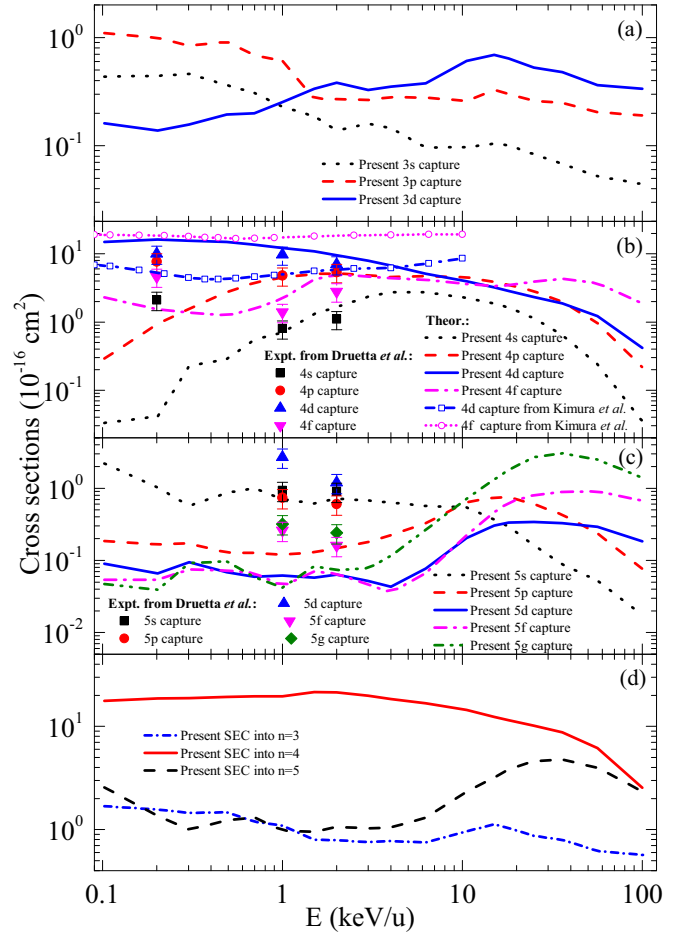 Cross sections (10⁻¹⁶ cm²)
(a)
10⁰
10⁻¹
Present 3s capture
Present 3p capture
Present 3d capture
(b)
10¹
10⁰
10⁻¹
Expt. from Druetta et al.:
4s capture
4p capture
4d capture
4f capture
Theor.:
Present 4s capture
Present 4p capture
Present 4d capture
Present 4f capture
4d capture from Kimura et al.
4f capture from Kimura et al.
(c)
10⁰
10⁻¹
10⁻²
Expt. from Druetta et al.:
5s capture
5p capture
5d capture
5f capture
5g capture
Present 5s capture
Present 5p capture
Present 5d capture
Present 5f capture
Present 5g capture
(d)
10¹
10⁰
Present SEC into n=3
Present SEC into n=4
Present SEC into n=5
0.1 1 10 100
E (keV/u)